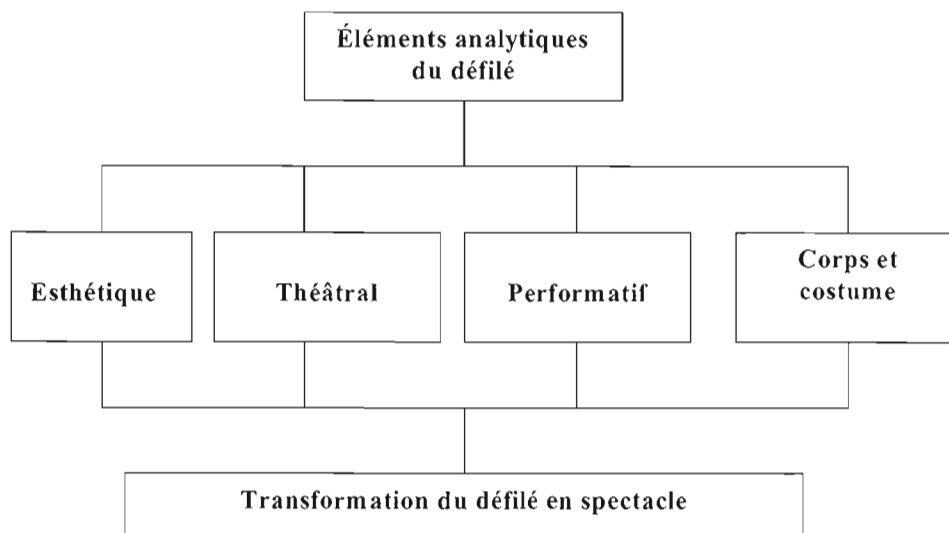 Éléments analytiques
du défilé
Esthétique
Théâtral
Performatif
Corps et
costume
Transformation du défilé en spectacle